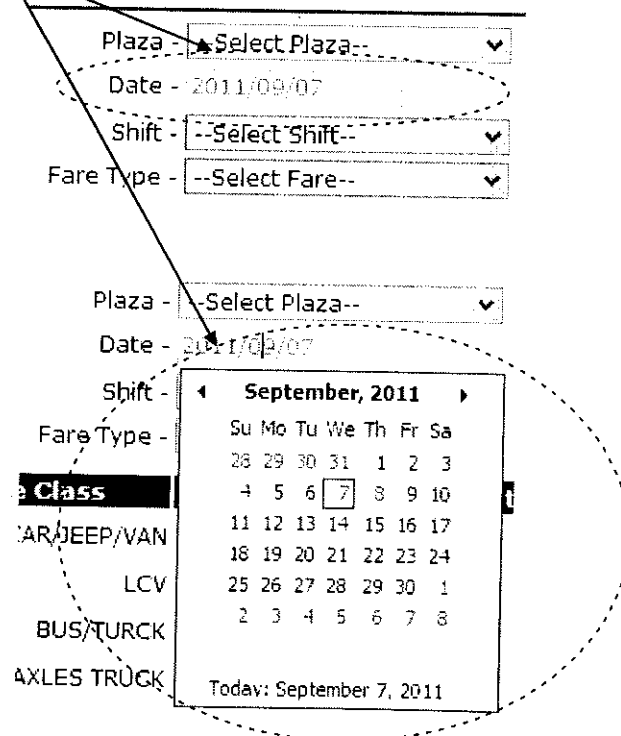 Plaza - --Select Plaza--
Date - 2011/09/07
Shift - --Select Shift--
Fare Type - --Select Fare--
Plaza - --Select Plaza--
Date - 2011/09/07
Shift -
September, 2011
Fare Type -
Su Mo Tu We Th Fr Sa
28 29 30 31 1 2 3
4 5 6 7 8 9 10
11 12 13 14 15 16 17
18 19 20 21 22 23 24
25 26 27 28 29 30 1
2 3 4 5 6 7 8
Today: September 7, 2011
e Class t
CAR/JEEP/VAN
LCV
BUS/TURCK
AXLES TRUCK